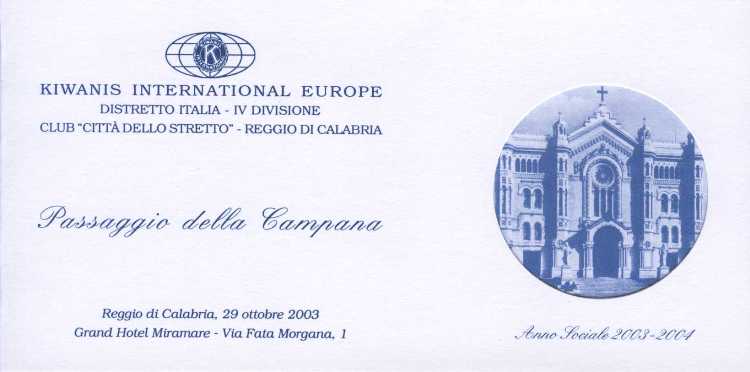 K
KIWANIS INTERNATIONAL EUROPE
DISTRETTO ITALIA - IV DIVISIONE
CLUB "CITTÀ DELLO STRETTO" - REGGIO DI CALABRIA
Passaggio della Campana
Reggio di Calabria, 29 ottobre 2003
Grand Hotel Miramare - Via Fata Morgana, 1
Anno Sociale 2003-2004